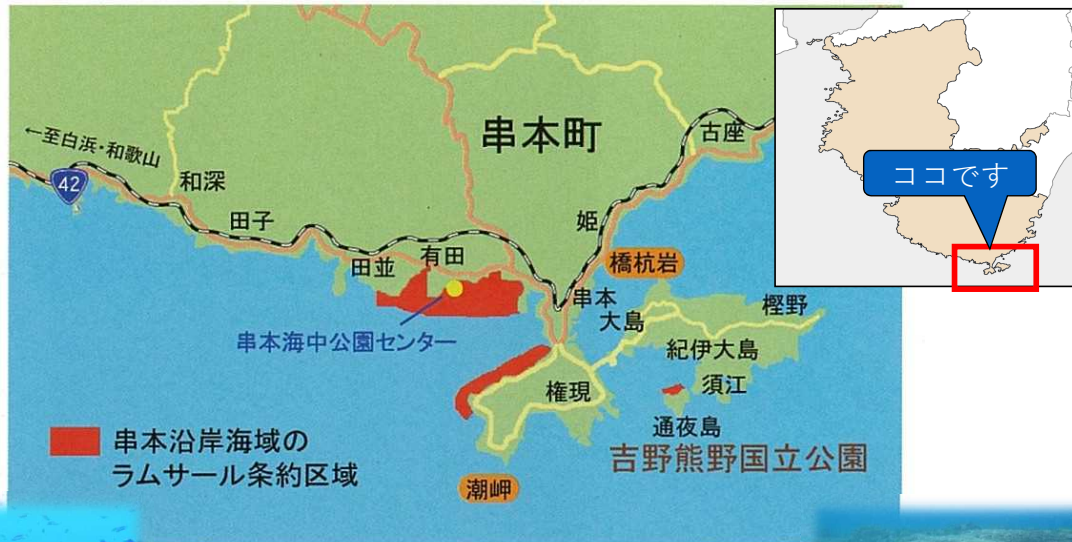 串本町
古座
←至白浜・和歌山
42
和深
ココです
田子
姫
有田
橋杭岩
田並
串本
大島
樫野
串本海中公園センター
紀伊大島
権現
須江
通夜島
吉野熊野国立公園
串本沿岸海域の
ラムサール条約区域
潮岬